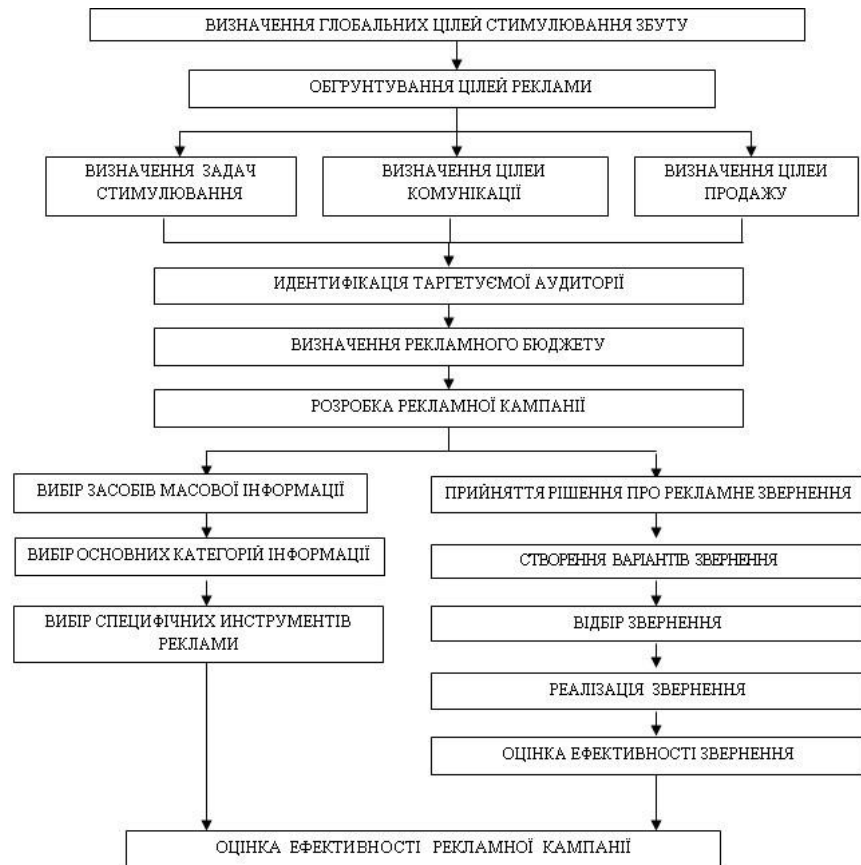 ВИЗНАЧЕННЯ ГЛОБАЛЬНИХ ЦІЛЕЙ СТИМУЛЮВАННЯ ЗБУТУ
ОБГРУНТУВАННЯ ЦІЛЕЙ РЕКЛАМИ
ВИЗНАЧЕННЯ ЗАДАЧ
СТИМУЛЮВАННЯ
ВИЗНАЧЕННЯ ЦІЛЕИ
КОМУНІКАЦІЇ
ВИЗНАЧЕННЯ ЦІЛЕИ
ПРОДАЖУ
ИДЕНТИФІКАЦІЯ ТАРГЕТУЄМОЇ АУДИТОРІЇ
ВИЗНАЧЕННЯ РЕКЛАМНОГО БЮДЖЕТУ
РОЗРОБКА РЕКЛАМНОЇ КАМПАНІЇ
ВИБІР ЗАСОБІВ МАСОВОЇ ІНФОРМАЦІЇ
ВИБІР ОСНОВНИХ КАТЕГОРІЙ ІНФОРМАЦІЇ
ВИБІР СПЕЦИФІЧНИХ ИНСТРУМЕНТІВ
РЕКЛАМИ
ПРИЙНЯТТЯ РІШЕННЯ ПРО РЕКЛАМНЕ ЗВЕРНЕННЯ
СТВОРЕННЯ ВАРІАНТІВ ЗВЕРНЕННЯ
ВІДБІР ЗВЕРНЕННЯ
РЕАЛІЗАЦІЯ ЗВЕРНЕННЯ
ОЦІНКА ЕФЕКТИВНОСТІ ЗВЕРНЕННЯ
ОЦІНКА ЕФЕКТИВНОСТІ РЕКЛАМНОЇ КАМПАНІЇ